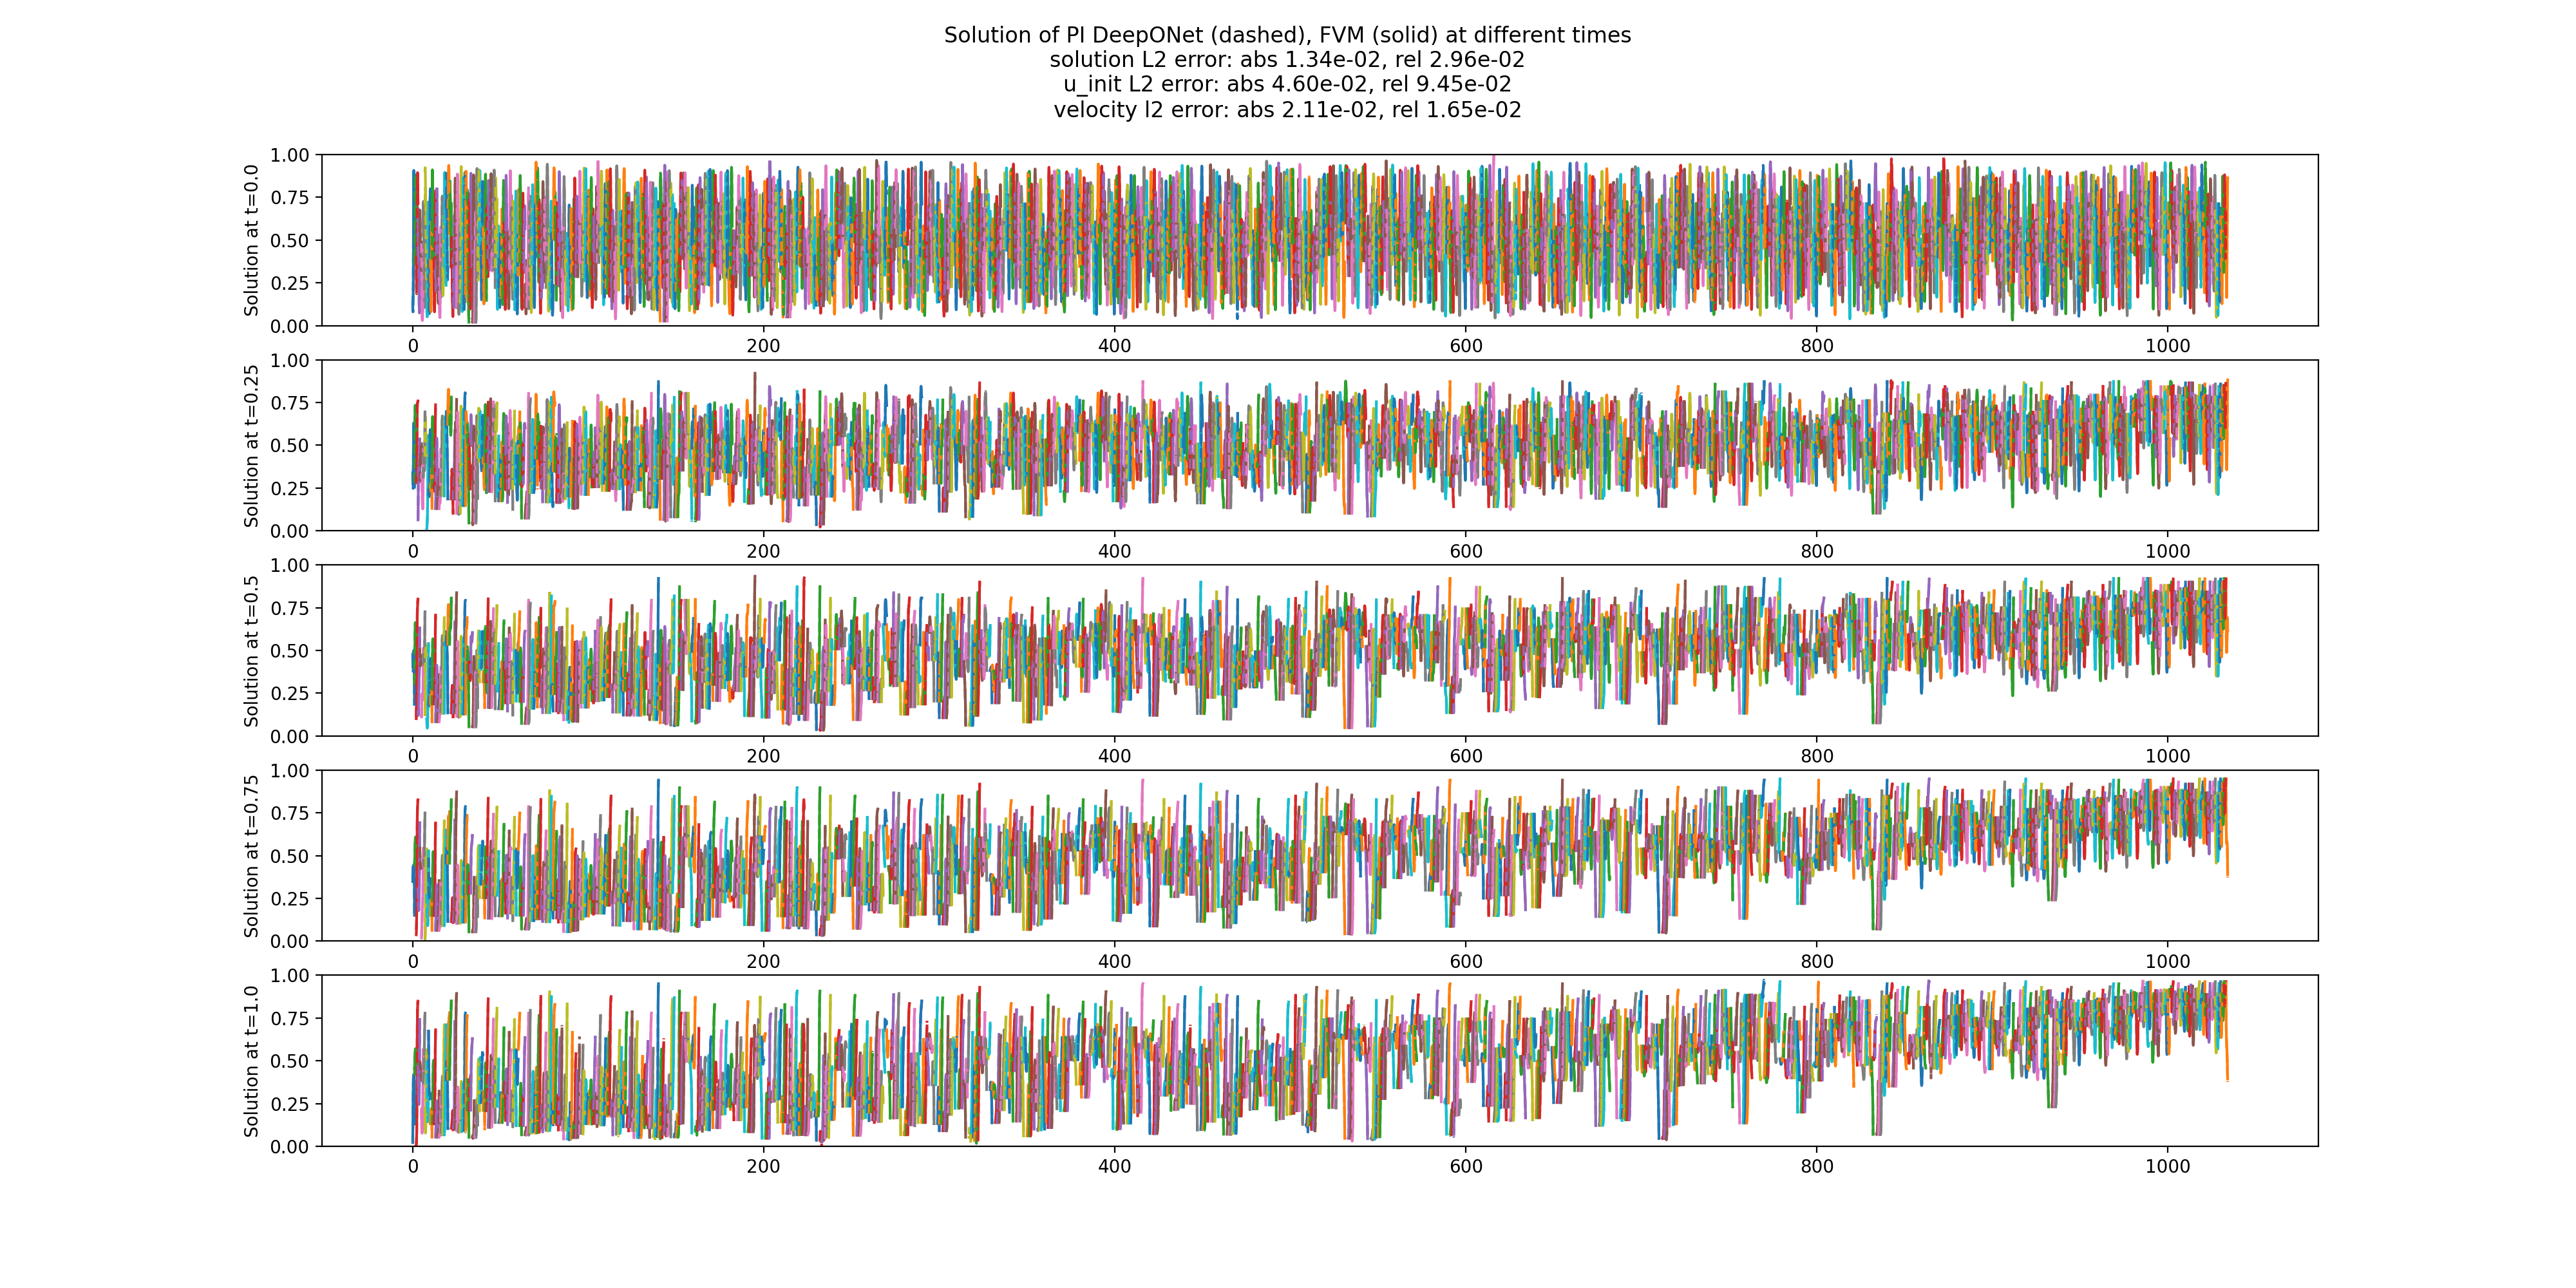 Solution of PI DeepONet (dashed), FVM (solid) at different times
solution L2 error: abs 1.34e-02, rel 2.96e-02
u_init L2 error: abs 4.60e-02, rel 9.45e-02
velocity l2 error: abs 2.11e-02, rel 1.65e-02
Solution at t=0.0
1.00
0.75
0.50
0.25
0.00
0 200 400 600 800 1000
Solution at t=0.25
1.00
0.75
0.50
0.25
0.00
0 200 400 600 800 1000
Solution at t=0.5
1.00
0.75
0.50
0.25
0.00
0 200 400 600 800 1000
Solution at t=0.75
1.00
0.75
0.50
0.25
0.00
0 200 400 600 800 1000
Solution at t=1.0
1.00
0.75
0.50
0.25
0.00
0 200 400 600 800 1000